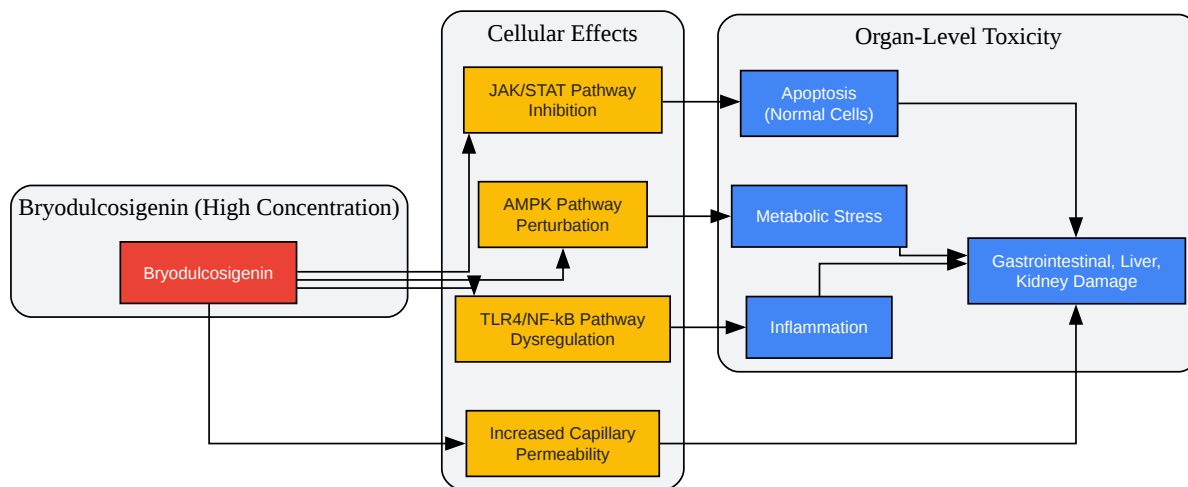 Cellular Effects
Organ-Level Toxicity
JAK/STAT Pathway
Inhibition
Apoptosis
(Normal Cells)
Bryodulcosigenin (High Concentration)
AMPK Pathway
Perturbation
Metabolic Stress
Bryodulcosigenin
Gastrointestinal, Liver,
Kidney Damage
TLR4/NF-kB Pathway
Dysregulation
Inflammation
Increased Capillary
Permeability